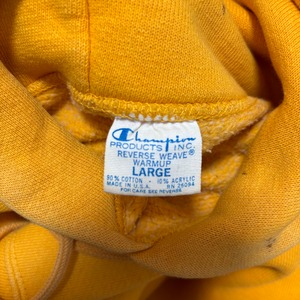 Champion
PRODUCTS INC.
REVERSE WEAVE®
WARMUP
LARGE
90% COTTON • 10% ACRYLIC
MADE IN U.S.A. RN 26094
FOR CARE SEE REVERSE